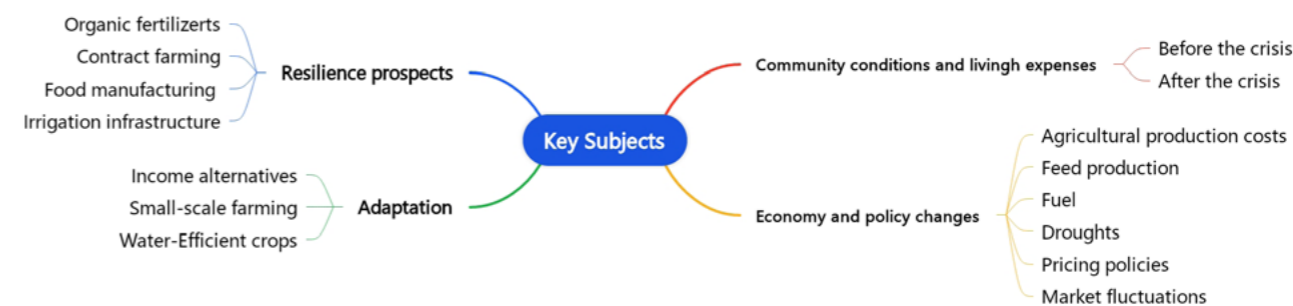 Key Subjects
Resilience prospects
Organic fertilizerts
Contract farming
Food manufacturing
Irrigation infrastructure
Adaptation
Income alternatives
Small-scale farming
Water-Efficient crops
Community conditions and livingh expenses
Before the crisis
After the crisis
Economy and policy changes
Agricultural production costs
Feed production
Fuel
Droughts
Pricing policies
Market fluctuations